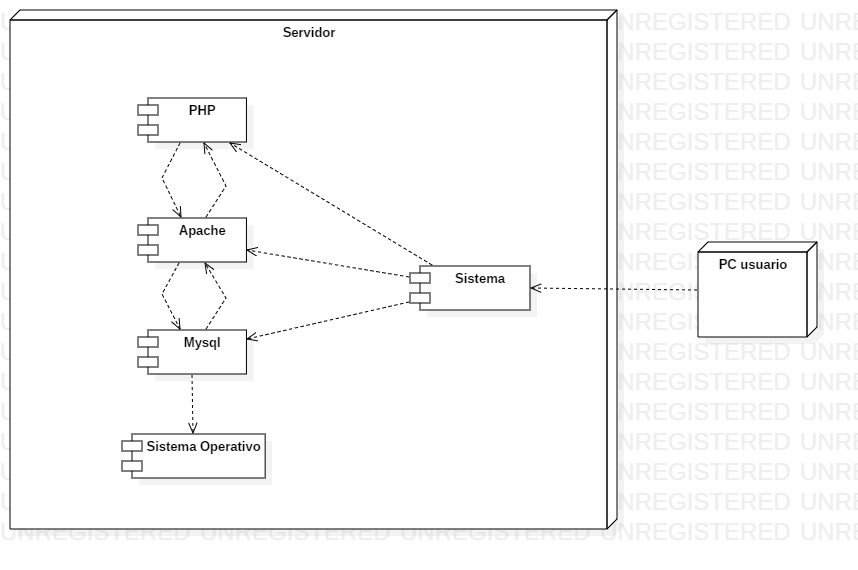 Servidor
PHP
Apache
Sistema
PC usuario
Mysql
Sistema Operativo
UNREGISTERED UNREGISTERED UNREGISTERED UNREGISTERED